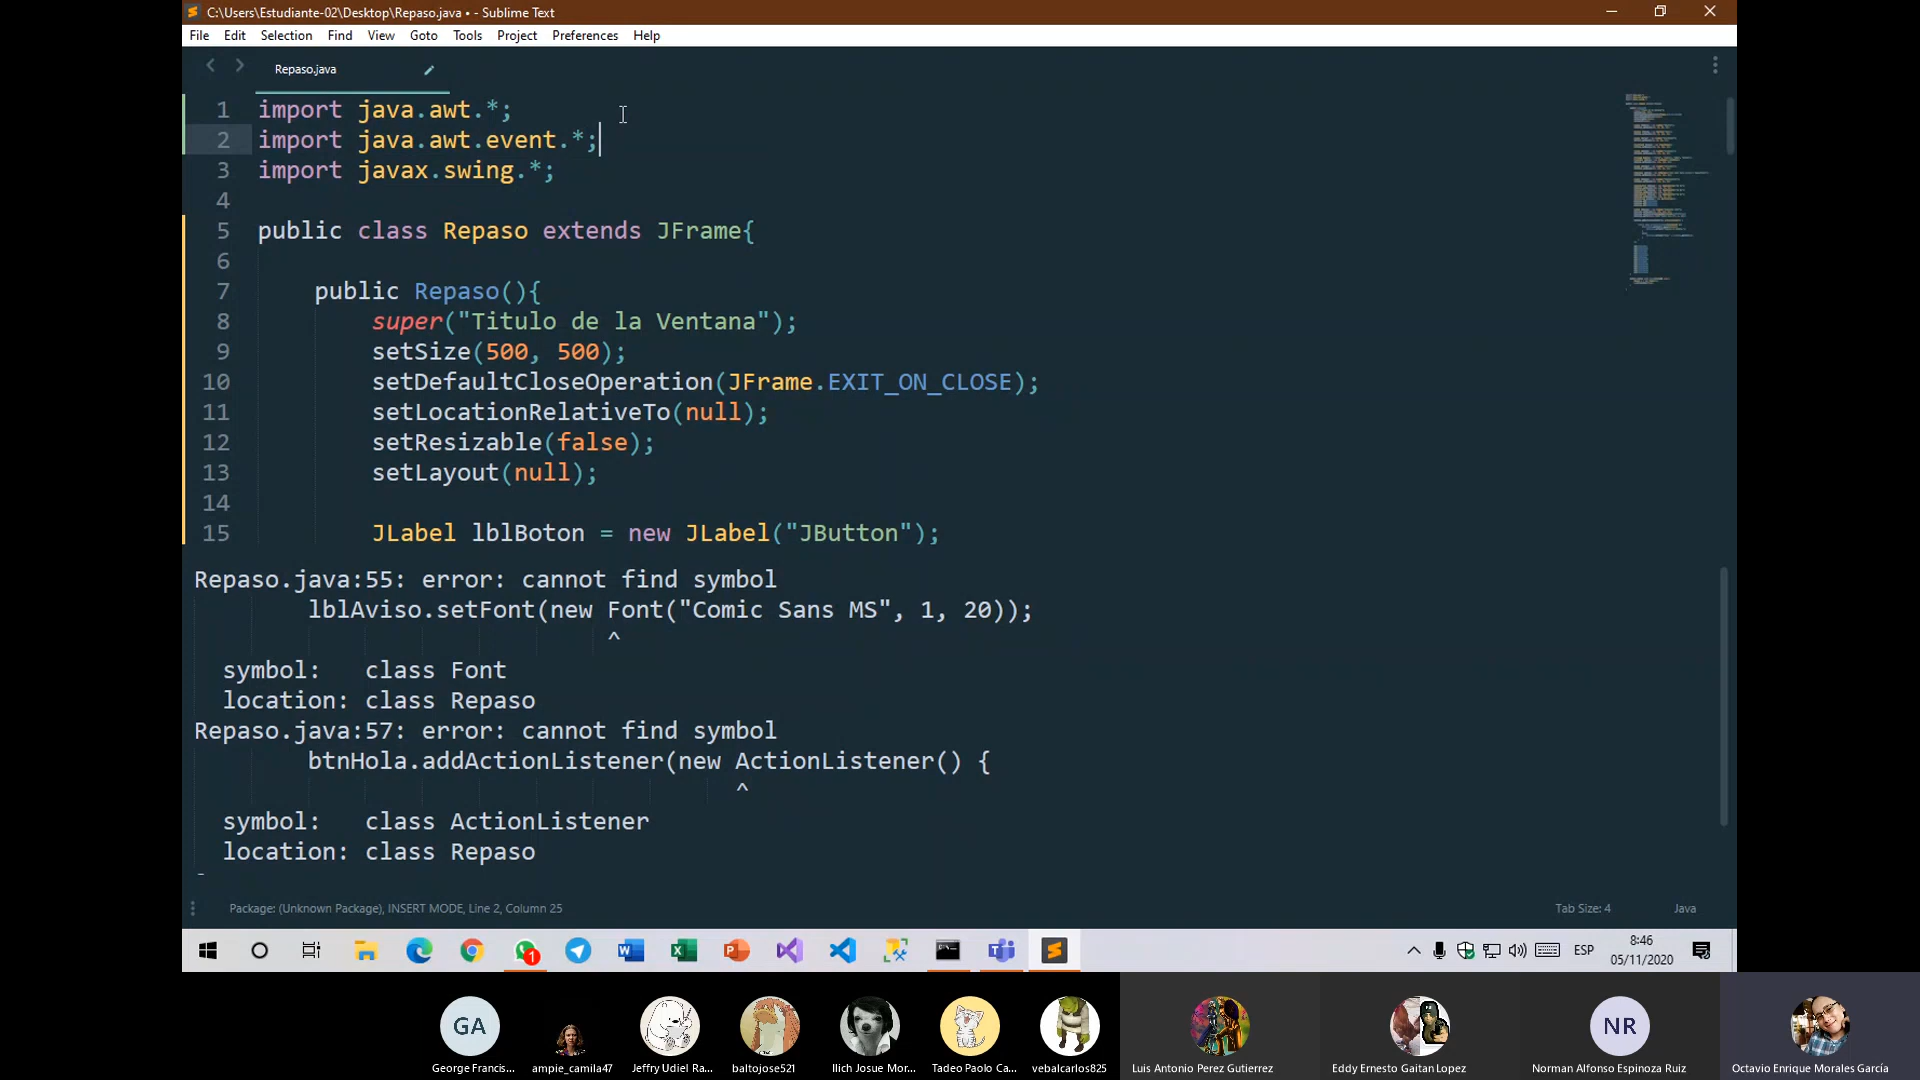 C:\Users\Estudiante-02\Desktop\Repaso.java • - Sublime Text
File Edit Selection Find View Goto Tools Project Preferences Help
Repaso.java
1 import java.awt.*;
2 import java.awt.event.*;
3 import javax.swing.*;
4
5 public class Repaso extends JFrame{
6
7 public Repaso(){
8 super("Titulo de la Ventana");
9 setSize(500, 500);
10 setDefaultCloseOperation(JFrame.EXIT_ON_CLOSE);
11 setLocationRelativeTo(null);
12 setResizable(false);
13 setLayout(null);
14
15 JLabel lblBoton = new JLabel("JButton");
Repaso.java:55: error: cannot find symbol
lblAviso.setFont(new Font("Comic Sans MS", 1, 20));
^
symbol: class Font
location: class Repaso
Repaso.java:57: error: cannot find symbol
btnHola.addActionListener(new ActionListener() {
^
symbol: class ActionListener
location: class Repaso
Package: (Unknown Package), INSERT MODE, Line 2, Column 25 Tab Size: 4 Java
1 ESP 8:46
05/11/2020
GA NR
George Francis... ampie_camila47 Jeffry Udiel Ra... baltojose521 Illich Josue Mor... Tadeo Paolo Ca... vebalcarlos825 Luis Antonio Perez Gutierrez Eddy Ernesto Gaitan Lopez Norman Alfonso Espinoza Ruiz Octavio Enrique Morales García